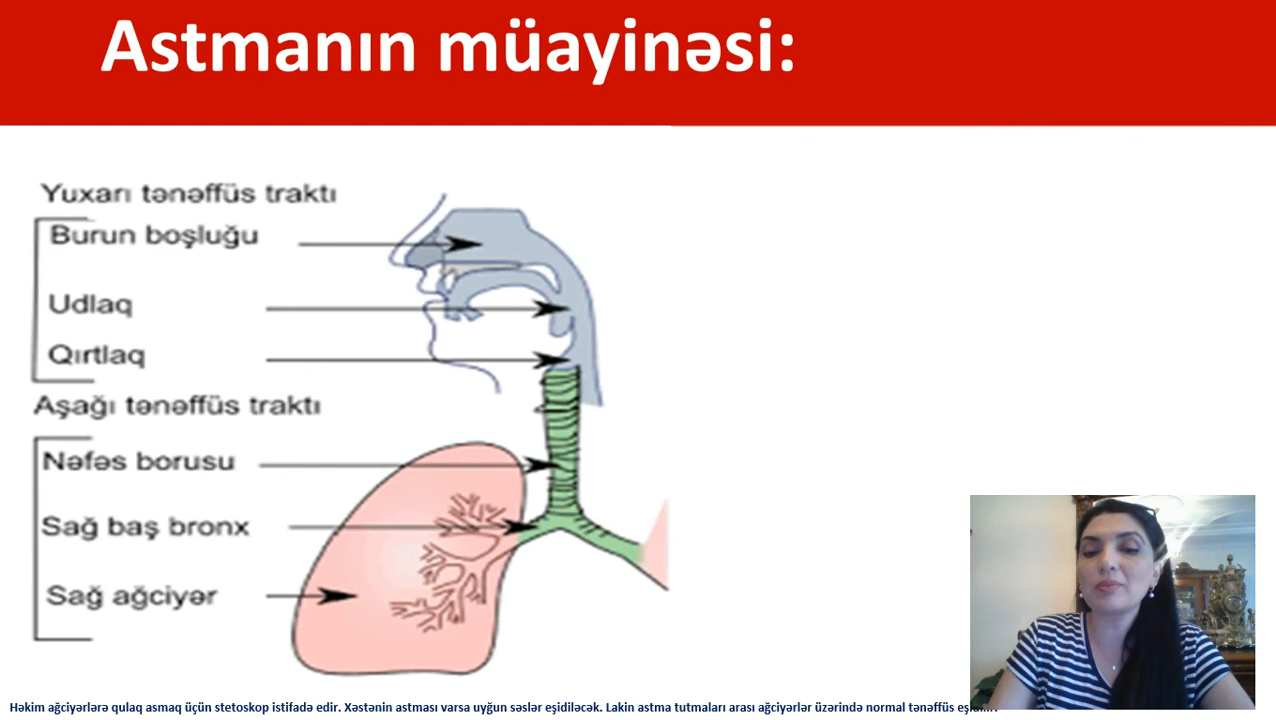 Astmanın müayinəsi:
Yuxarı tənəffüs traktı
Burun boşluğu
Udlaq
Qırtlaq
Aşağı tənəffüs traktı
Nəfəs borusu
Sağ baş bronx
Sağ ağciyər
Həkim ağciyərlərə qulaq asmaq üçün stetoskop istifadə edir. Xəstənin astması varsa uyğun səslər eşidiləcək. Lakin astma tutmaları arası ağciyərlər üzərində normal tənəffüs